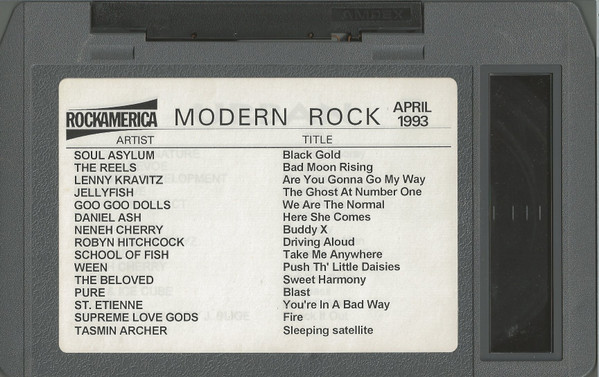 AMPEX
ROCKAMERICA MODERN ROCK APRIL 1993
ARTIST TITLE
SOUL ASYLUM Black Gold
THE REELS Bad Moon Rising
LENNY KRAVITZ Are You Gonna Go My Way
JELLYFISH The Ghost At Number One
GOO GOO DOLLS We Are The Normal
DANIEL ASH Here She Comes
NENEH CHERRY Buddy X
ROBYN HITCHCOCK Driving Aloud
SCHOOL OF FISH Take Me Anywhere
WEEN Push Th' Little Daisies
THE BELOVED Sweet Harmony
PURE Blast
ST. ETIENNE You're In A Bad Way
SUPREME LOVE GODS Fire
TASMIN ARCHER Sleeping satellite